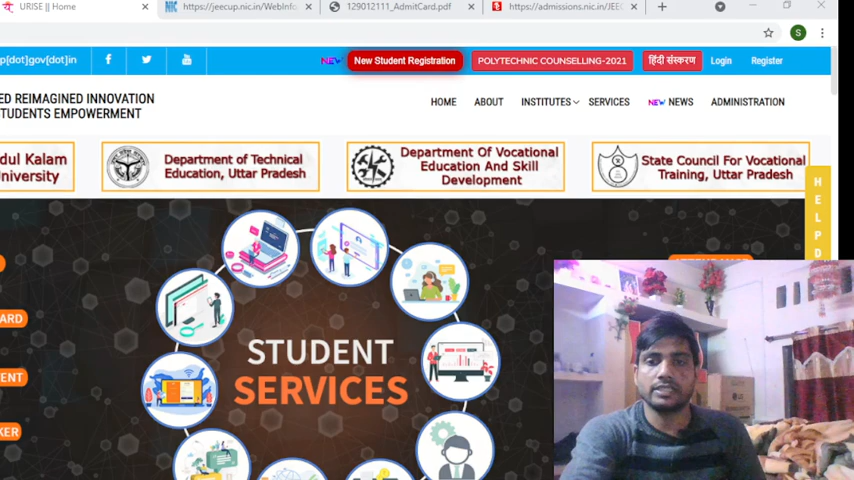 URISE || Home
NIC https://jeecup.nic.in/WebInfo
129012111_AdmitCard.pdf
https://admissions.nic.in/JEEC
S
p[dot]gov[dot]in
NEW
New Student Registration
POLYTECHNIC COUNSELLING-2021
हिंदी संस्करण
Login
Register
ED REIMAGINED INNOVATION
STUDENTS EMPOWERMENT
HOME
ABOUT
INSTITUTES
SERVICES
NEW NEWS
ADMINISTRATION
dul Kalam
niversity
Department of Technical
Education, Uttar Pradesh
Department Of Vocational
Education And Skill
Development
State Council For Vocational
Training, Uttar Pradesh
H
E
L
P
D
ARD
ENT
KER
STUDENT
SERVICES